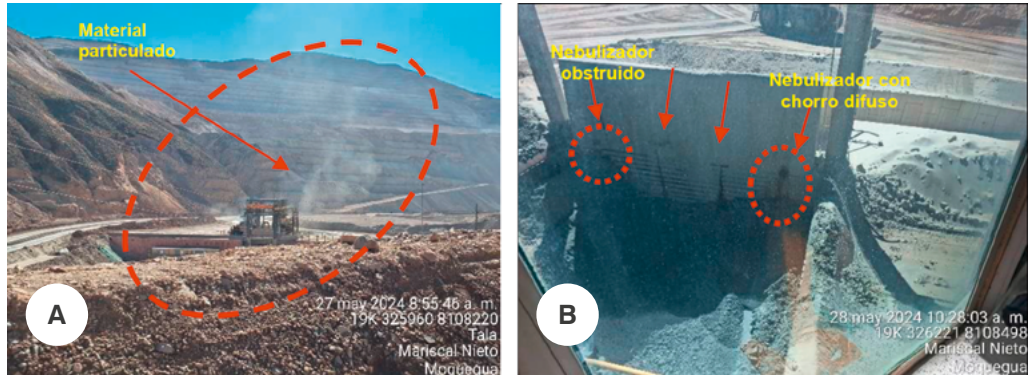 Material
particulado
27 may 2024 8:55:46 a. m.
19K 325960 8108220
Tala
Mariscal Nieto
Moquegua
A
Nebulizador
obstruido
Nebulizador con
chorro difuso
28 may 2024 10:28:03 a. m.
19K 326221 8108498
Mariscal Nieto
Moquegua
B